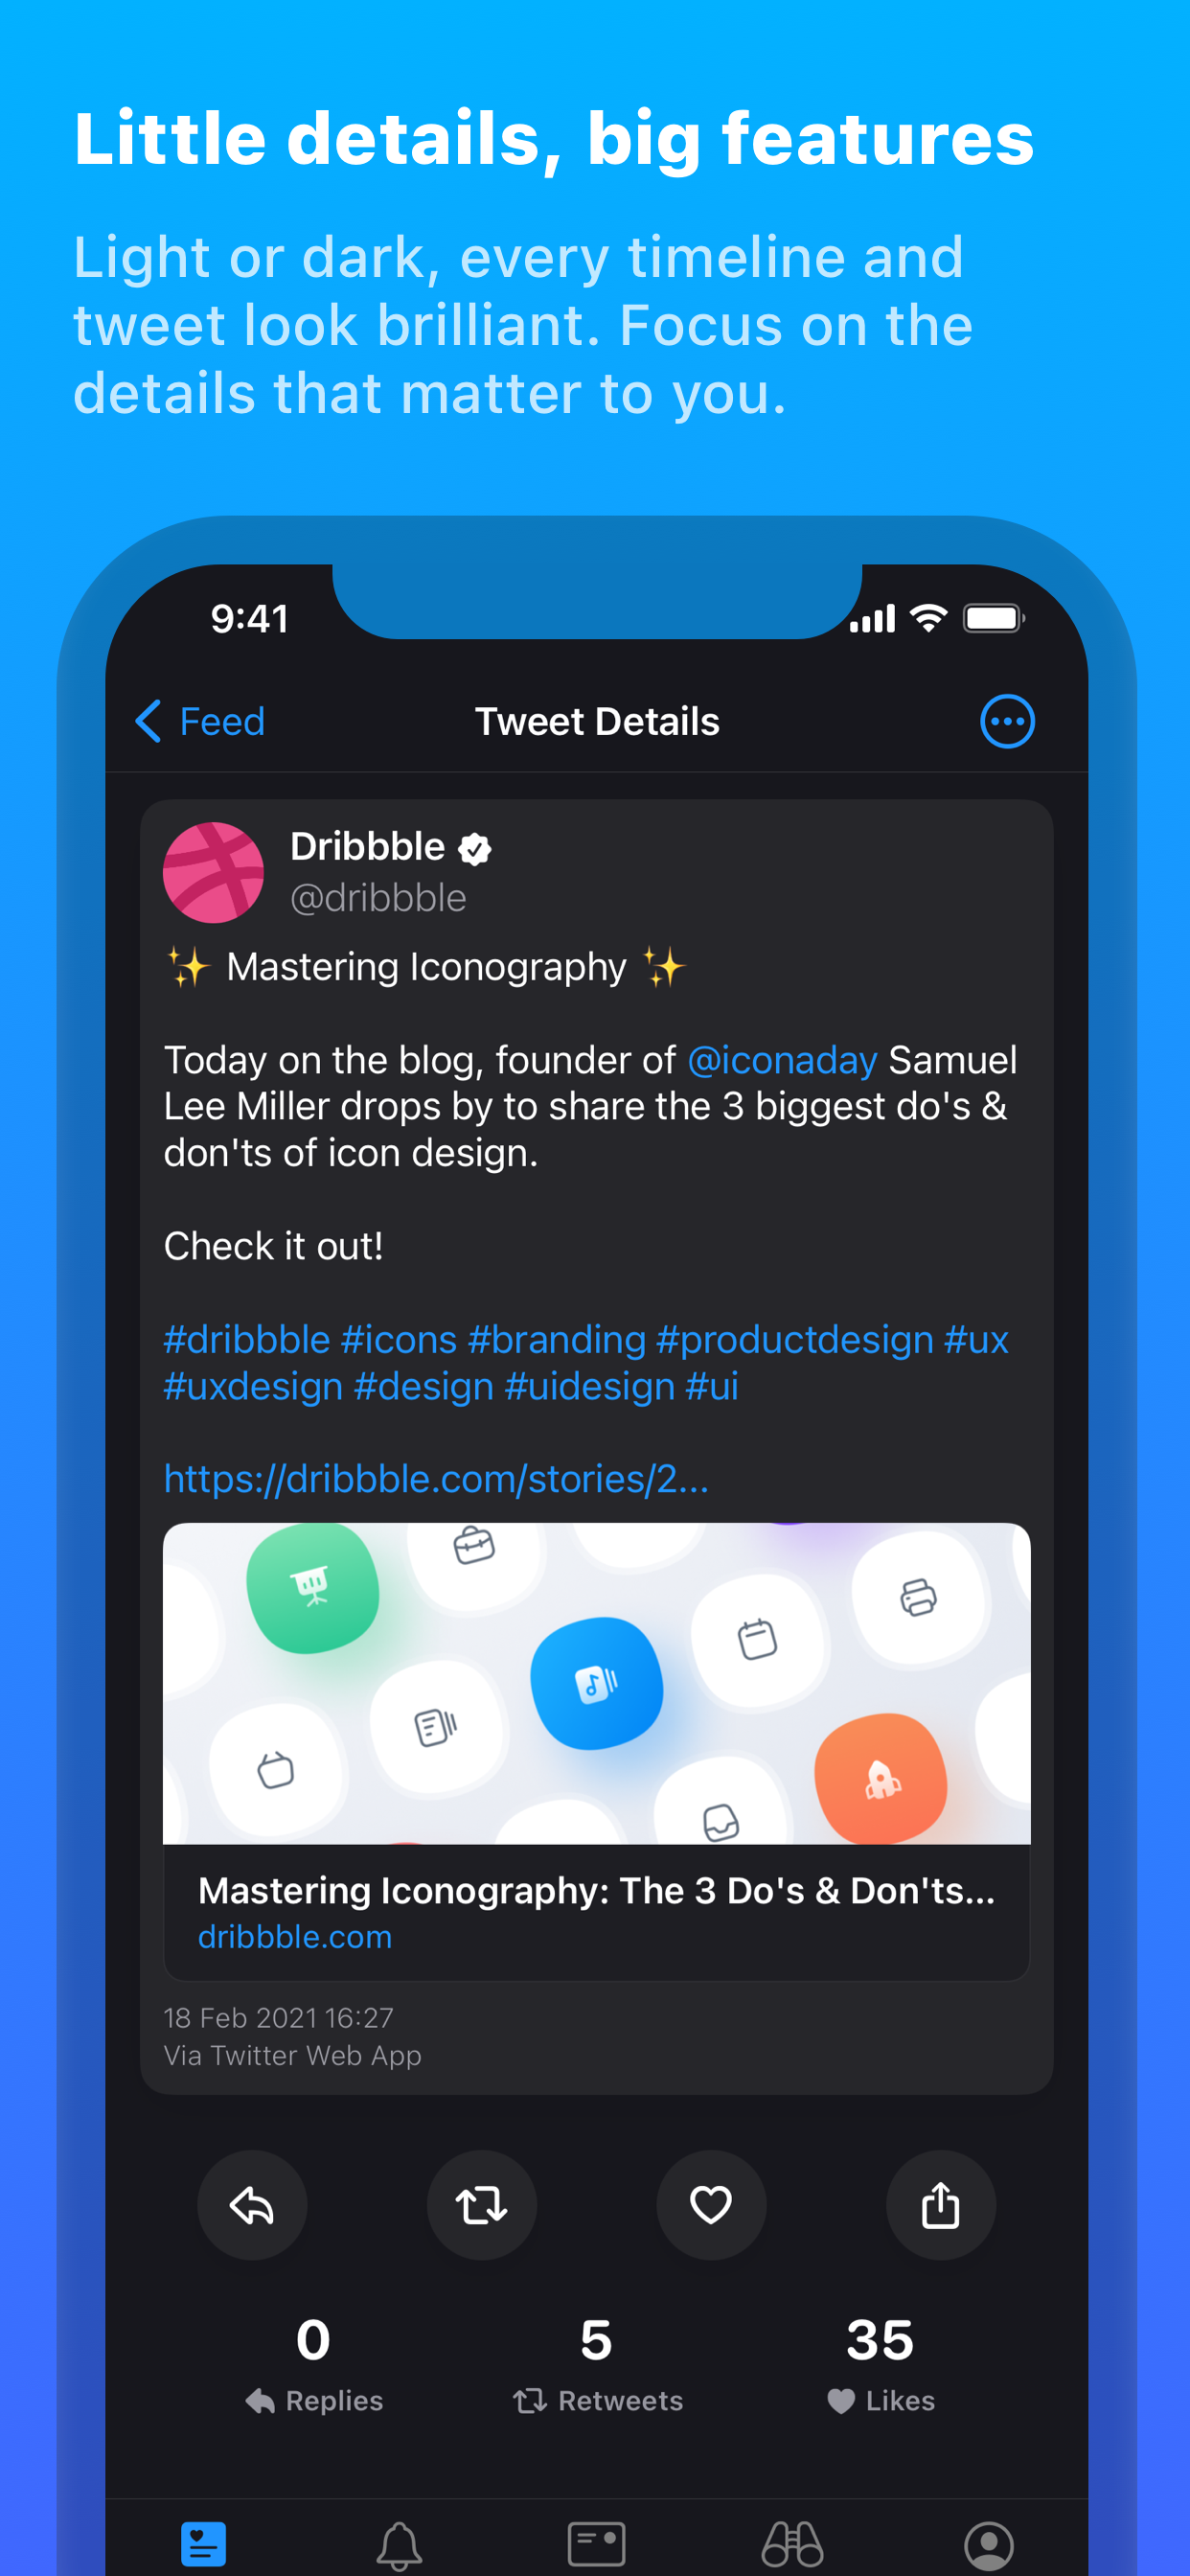 Little details, big features
Light or dark, every timeline and
tweet look brilliant. Focus on the
details that matter to you.
9:41
Feed
Tweet Details
Dribbble
@dribbble
✨ Mastering Iconography ✨
Today on the blog, founder of @iconaday Samuel
Lee Miller drops by to share the 3 biggest do's &
don'ts of icon design.
Check it out!
#dribbble #icons #branding #productdesign #ux
#uxdesign #design #uidesign #ui
https://dribbble.com/stories/2...
Mastering Iconography: The 3 Do's & Don'ts...
dribbble.com
18 Feb 2021 16:27
Via Twitter Web App
0 5 35
Replies Retweets Likes